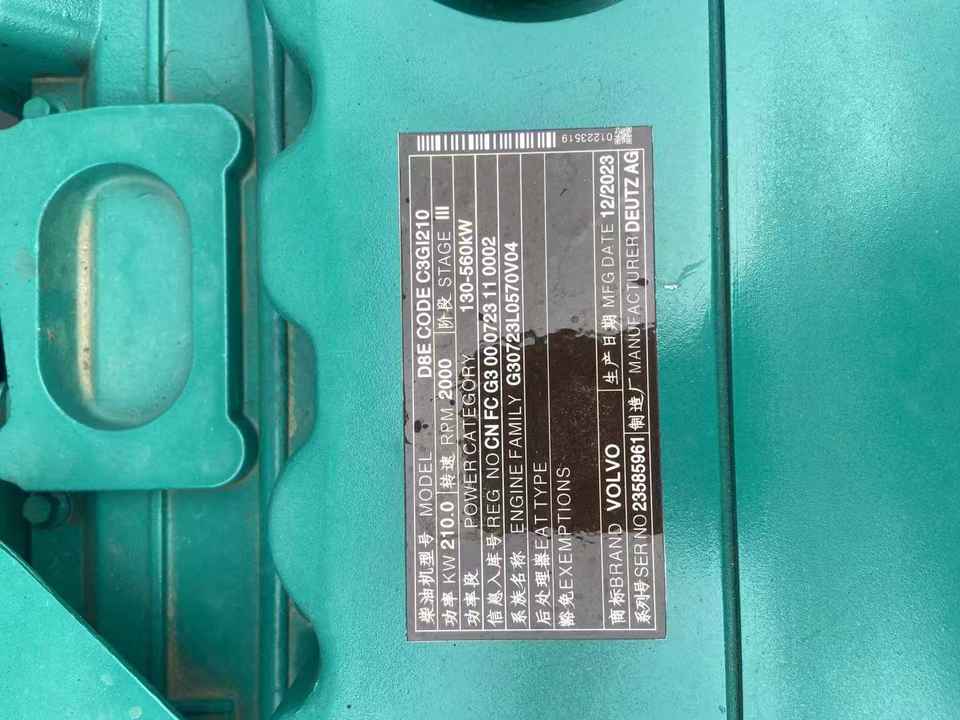 柴油机型号 MODEL D8E CODE C3GI210
功率 KW 210.0 转速 RPM 2000 阶段 STAGE III
功率段 POWER CATEGORY 130-560kW
信息入库号 REG NO CN FC G3 00 0723 11 0002
系族名称 ENGINE FAMILY G30723L0570V04
后处理器 EAT TYPE
豁免 EXEMPTIONS
商标 BRAND VOLVO 生产日期 MFG DATE 12/2023
系列号 SER NO 23585961 制造厂 MANUFACTURER DEUTZ AG
01223519